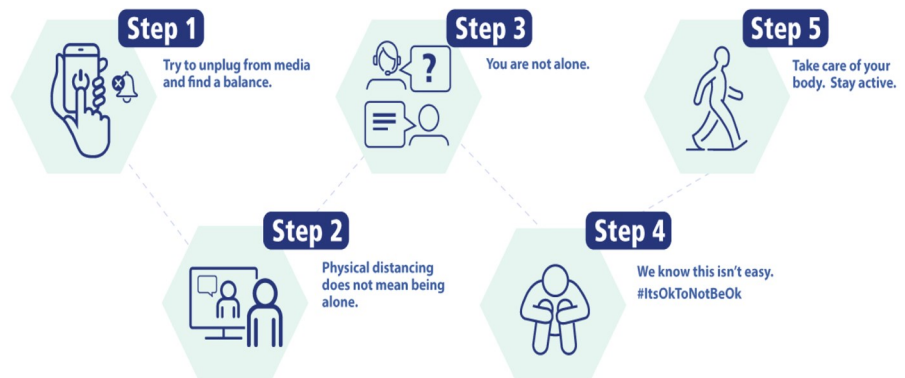 Step 1
Try to unplug from media
and find a balance.
Step 2
Physical distancing
does not mean being
alone.
Step 3
You are not alone.
?
Step 4
We know this isn't easy.
#ItsOkToNotBeOk
Step 5
Take care of your
body. Stay active.